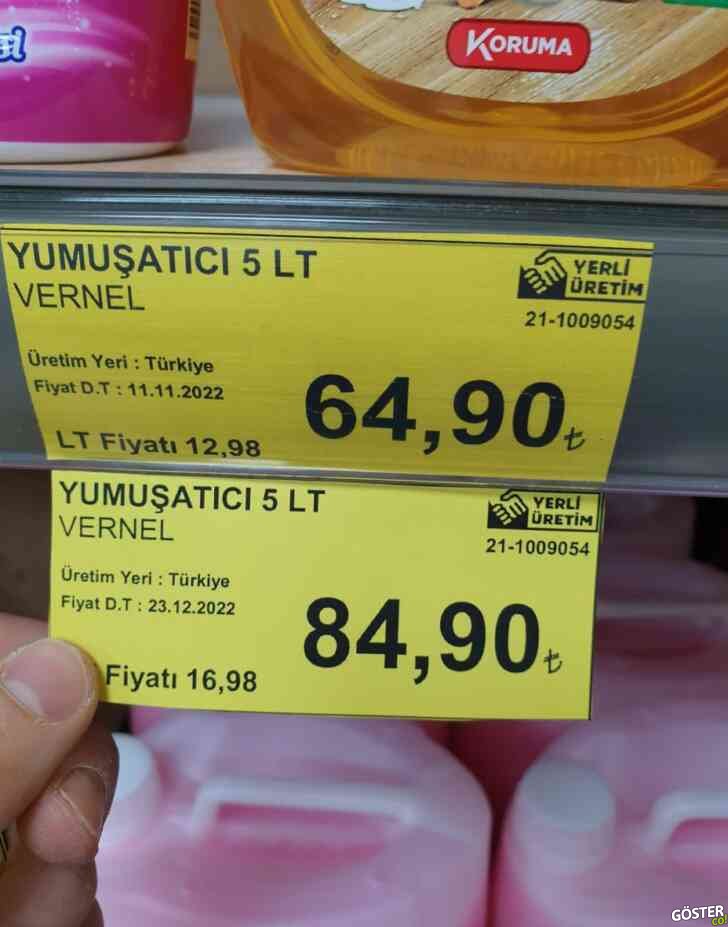 KORUMA
YUMUŞATICI 5 LT
VERNEL
YERLİ
ÜRETİM
21-1009054
Üretim Yeri : Türkiye
Fiyat D.T : 11.11.2022
64,90₺
LT Fiyatı 12,98
YUMUŞATICI 5 LT
VERNEL
YERLİ
ÜRETİM
21-1009054
Üretim Yeri : Türkiye
Fiyat D.T : 23.12.2022
84,90₺
Fiyatı 16,98
GÖSTER
CO!